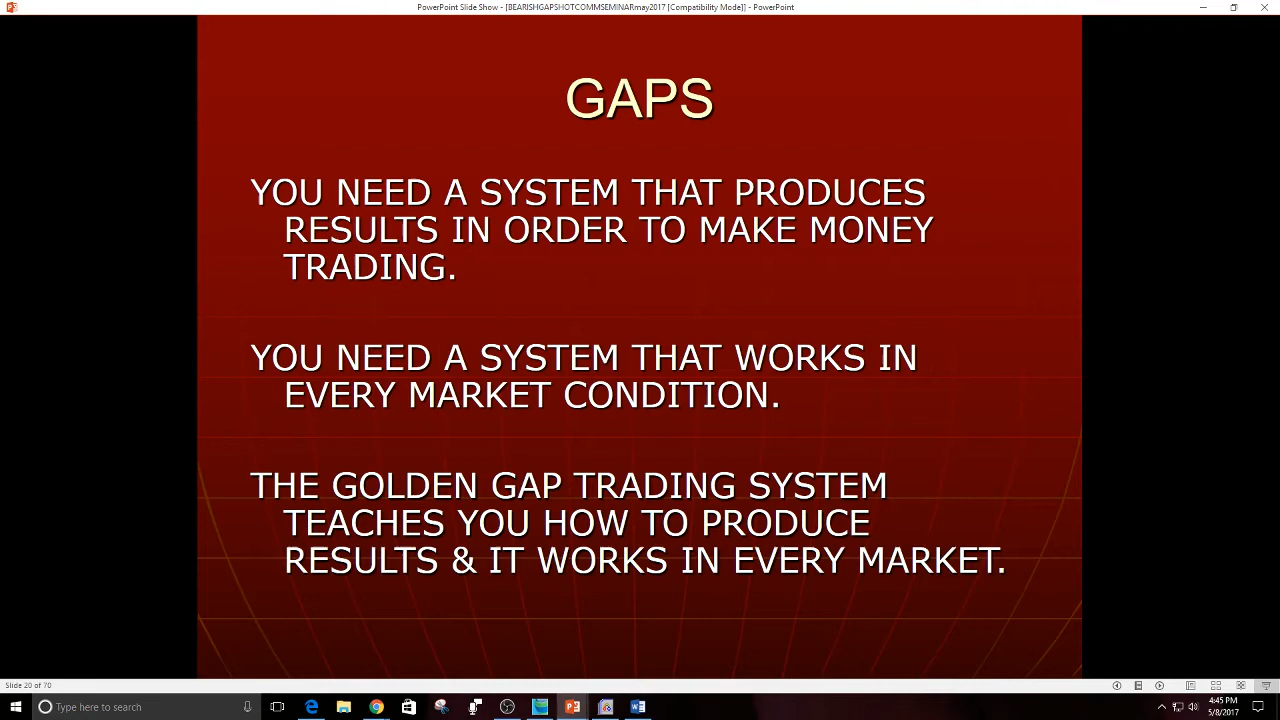 PowerPoint Slide Show - [BEARISHGAPSHOTCOMMSEMINARmay2017 [Compatibility Mode]] - PowerPoint
GAPS
YOU NEED A SYSTEM THAT PRODUCES
RESULTS IN ORDER TO MAKE MONEY
TRADING.
YOU NEED A SYSTEM THAT WORKS IN
EVERY MARKET CONDITION.
THE GOLDEN GAP TRADING SYSTEM
TEACHES YOU HOW TO PRODUCE
RESULTS & IT WORKS IN EVERY MARKET.
Slide 20 of 70
Type here to search
4:45 PM
5/8/2017